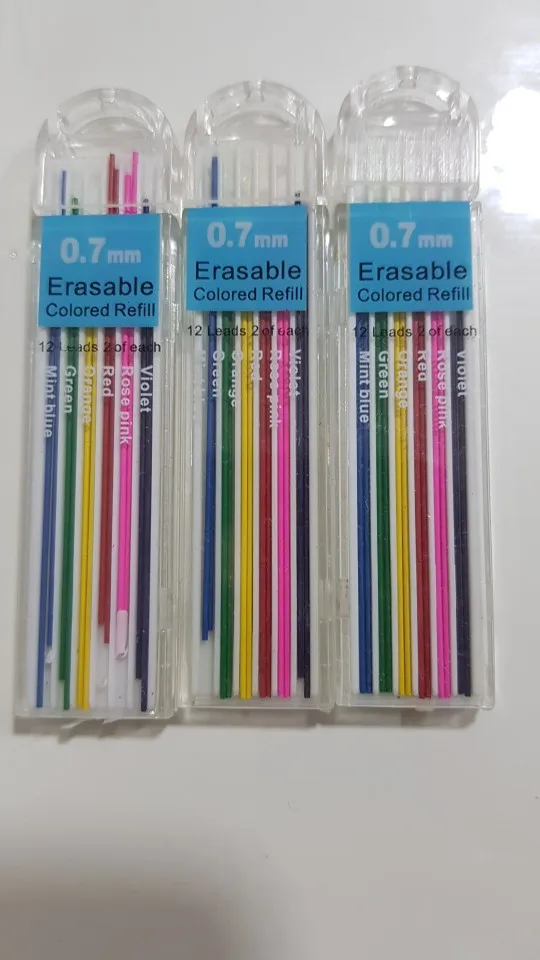 0.7mm
Erasable
Colored Refill
12 Leads 2 of each
Mint blue
Green
Orange
Red
Rose pink
Violet
0.7mm
Erasable
Colored Refill
12 Leads 2 of each
Green
Orange
Red
Rose pink
Violet
0.7mm
Erasable
Colored Refill
12 Leads 2 of each
Mint blue
Green
Orange
Red
Rose pink
Violet